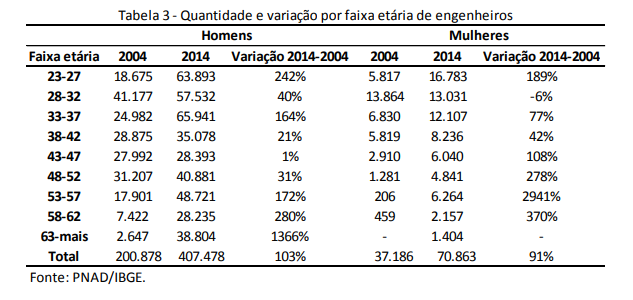 Tabela 3 - Quantidade e variação por faixa etária de engenheiros
Homens Mulheres
Faixa etária 2004 2014 Variação 2014-2004 2004 2014 Variação 2014-2004
23-27 18.675 63.893 242% 5.817 16.783 189%
28-32 41.177 57.532 40% 13.864 13.031 -6%
33-37 24.982 65.941 164% 6.830 12.107 77%
38-42 28.875 35.078 21% 5.819 8.236 42%
43-47 27.992 28.393 1% 2.910 6.040 108%
48-52 31.207 40.881 31% 1.281 4.841 278%
53-57 17.901 48.721 172% 206 6.264 2941%
58-62 7.422 28.235 280% 459 2.157 370%
63-mais 2.647 38.804 1366% - 1.404 -
Total 200.878 407.478 103% 37.186 70.863 91%
Fonte: PNAD/IBGE.